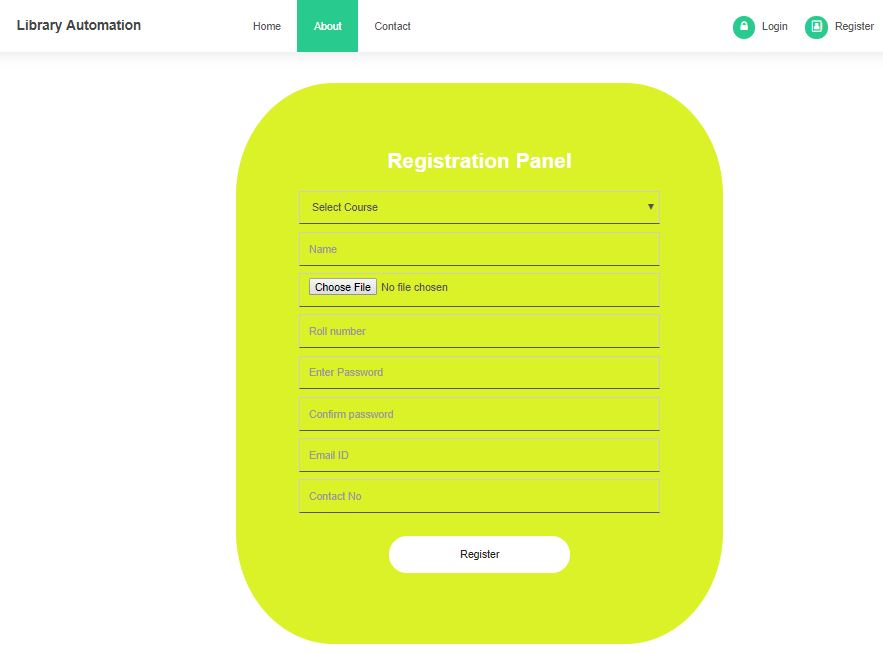 Library Automation
Home
About
Contact
Login
Register
Registration Panel
Select Course
Name
Choose File No file chosen
Roll number
Enter Password
Confirm password
Email ID
Contact No
Register